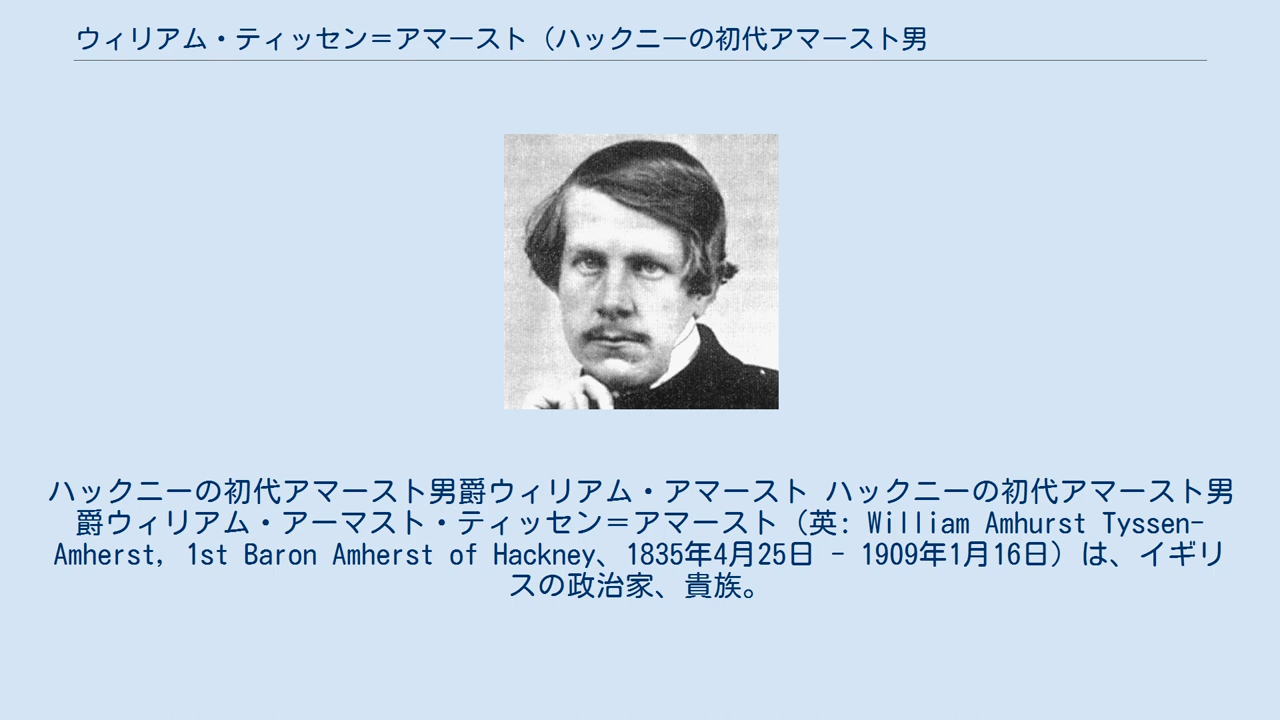 ウィリアム・ティッセン＝アマースト（ハックニーの初代アマースト男
ハックニーの初代アマースト男爵ウィリアム・アマースト ハックニーの初代アマースト男
爵ウィリアム・アーマスト・ティッセン＝アマースト（英: William Amhurst Tyssen-
Amherst, 1st Baron Amherst of Hackney、1835年4月25日 - 1909年1月16日）は、イギリ
スの政治家、貴族。